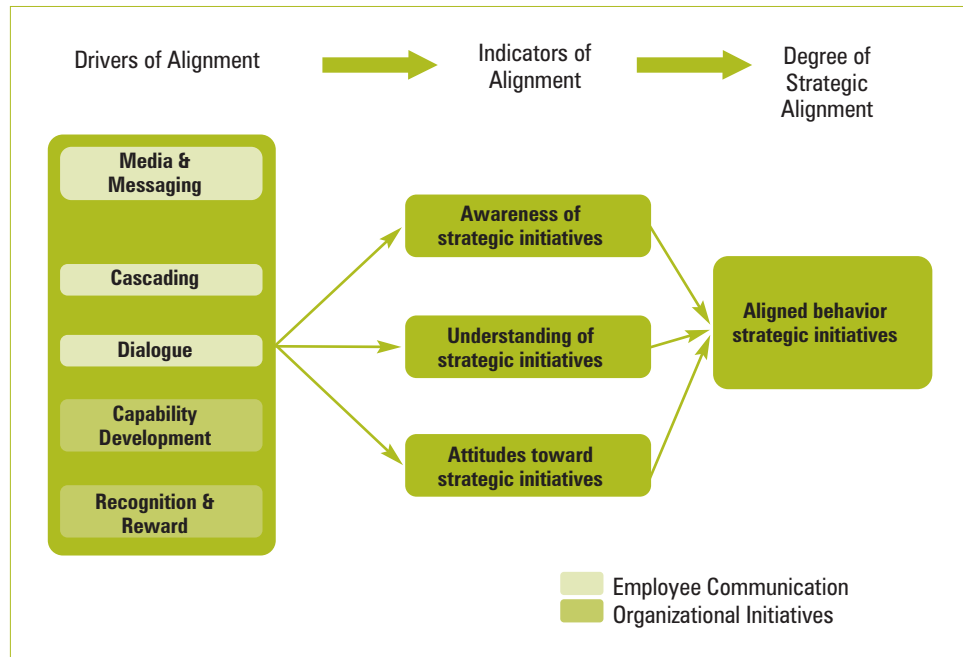 Drivers of Alignment
Indicators of
Alignment
Degree of
Strategic
Alignment
Media &
Messaging
Cascading
Dialogue
Capability
Development
Recognition &
Reward
Awareness of
strategic initiatives
Understanding of
strategic initiatives
Attitudes toward
strategic initiatives
Aligned behavior
strategic initiatives
Employee Communication
Organizational Initiatives